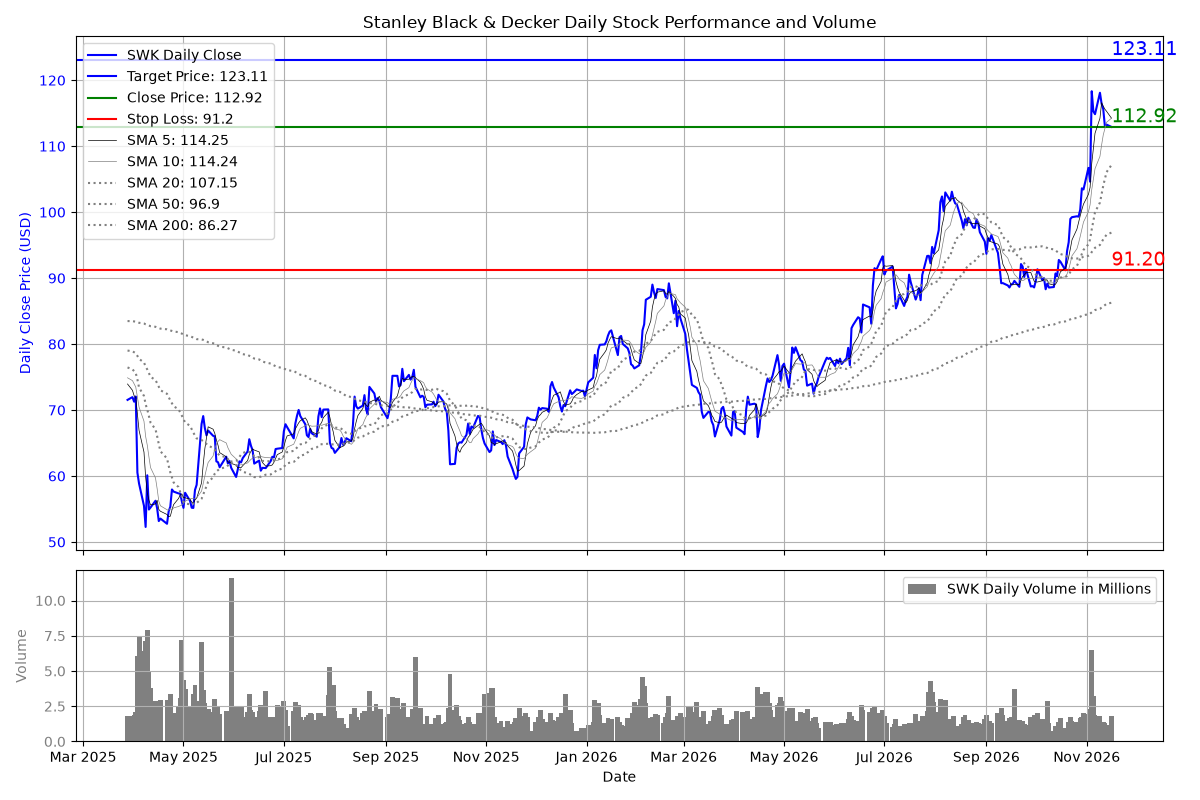 Stanley Black & Decker Daily Stock Performance and Volume
SWK Daily Close
Target Price: 123.11
Close Price: 112.92
Stop Loss: 91.2
SMA 5: 114.25
SMA 10: 114.24
SMA 20: 107.15
SMA 50: 96.9
SMA 200: 86.27
123.11
112.92
91.20
Daily Close Price (USD)
120
110
100
90
80
70
60
50
SWK Daily Volume in Millions
Volume
10.0
7.5
5.0
2.5
0.0
Mar 2025 May 2025 Jul 2025 Sep 2025 Nov 2025 Jan 2026 Mar 2026 May 2026 Jul 2026 Sep 2026 Nov 2026
Date